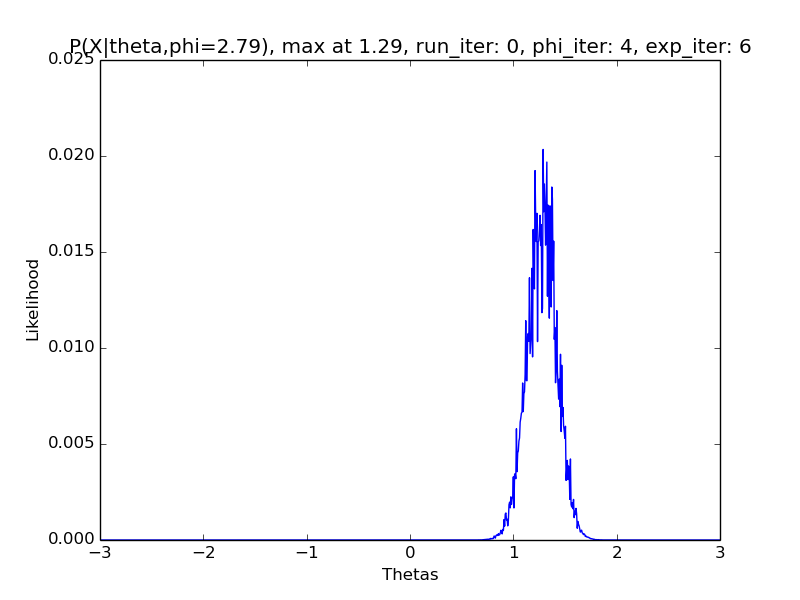 P(X|theta,phi=2.79), max at 1.29, run_iter: 0, phi_iter: 4, exp_iter: 6
0.025
0.020
0.015
0.010
0.005
0.000
Likelihood
−3 −2 −1 0 1 2 3
Thetas